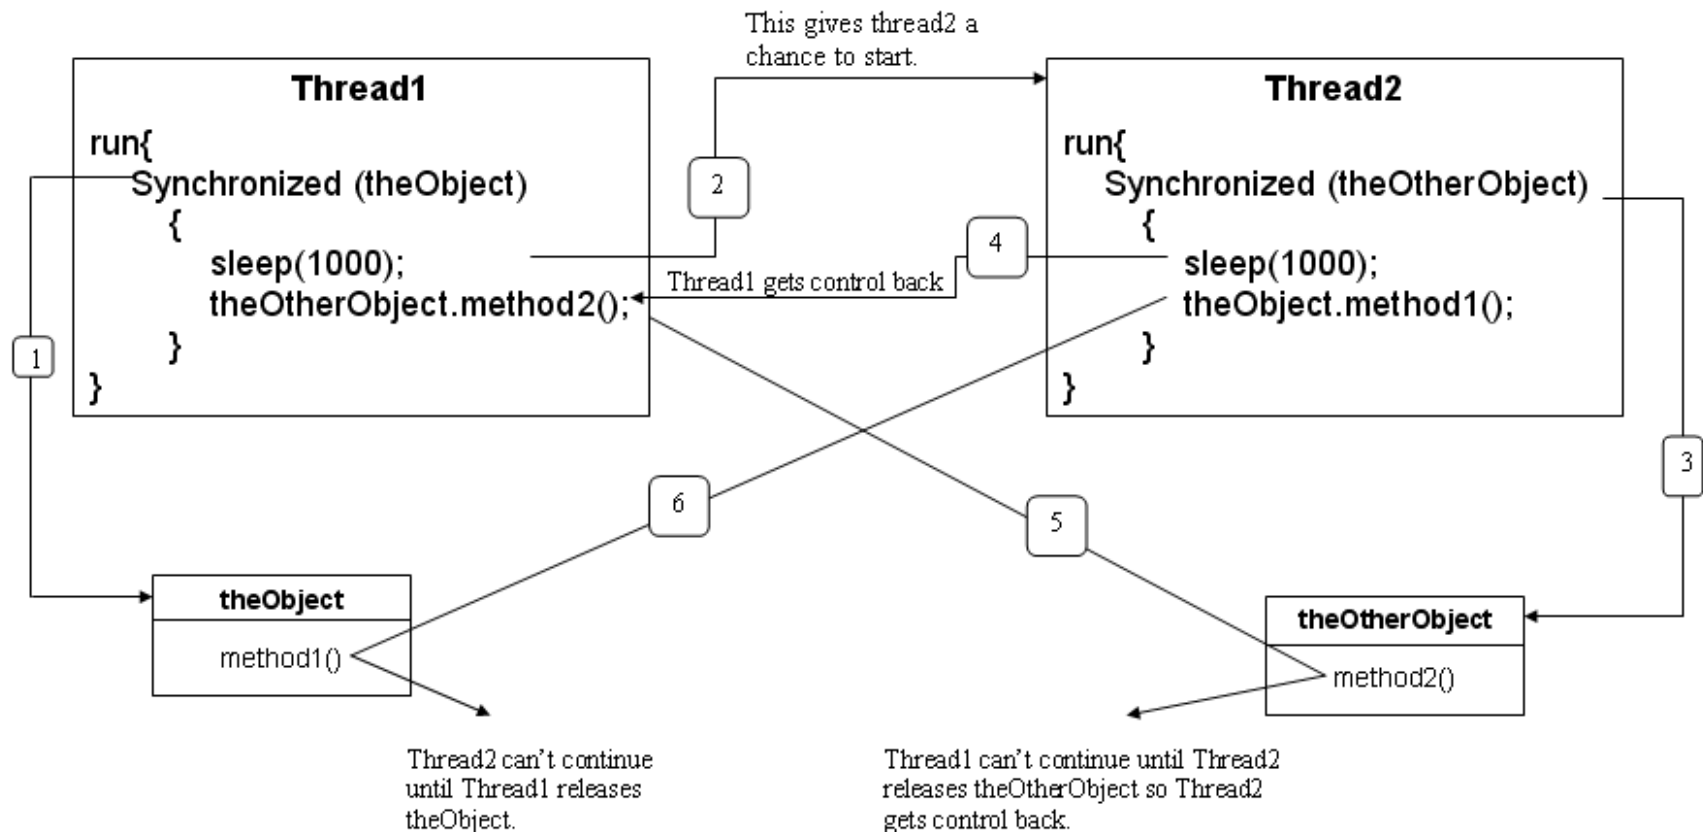 This gives thread2 a
chance to start.
Thread1
run{
Synchronized (theObject)
{
sleep(1000);
theOtherObject.method2();
}
}
Thread2
run{
Synchronized (theOtherObject)
{
sleep(1000);
theObject.method1();
}
}
2
4
Thread1 gets control back
1
3
6
5
theObject
method1()
theOtherObject
method2()
Thread2 can't continue
until Thread1 releases
theObject.
Thread1 can't continue until Thread2
releases theOtherObject so Thread2
gets control back.